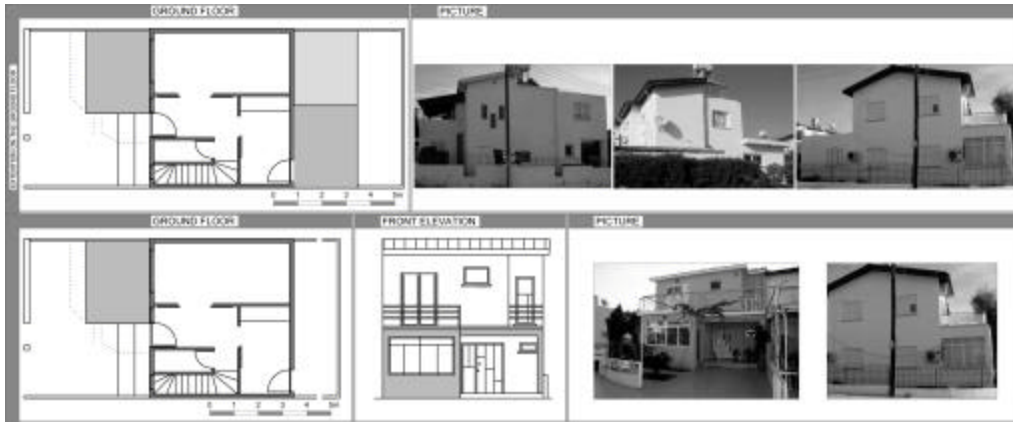 GROUND FLOOR
PICTURE
0 1 2 3 4 5m
GROUND FLOOR
FRONT ELEVATION
PICTURE
0 1 2 3 4 5m